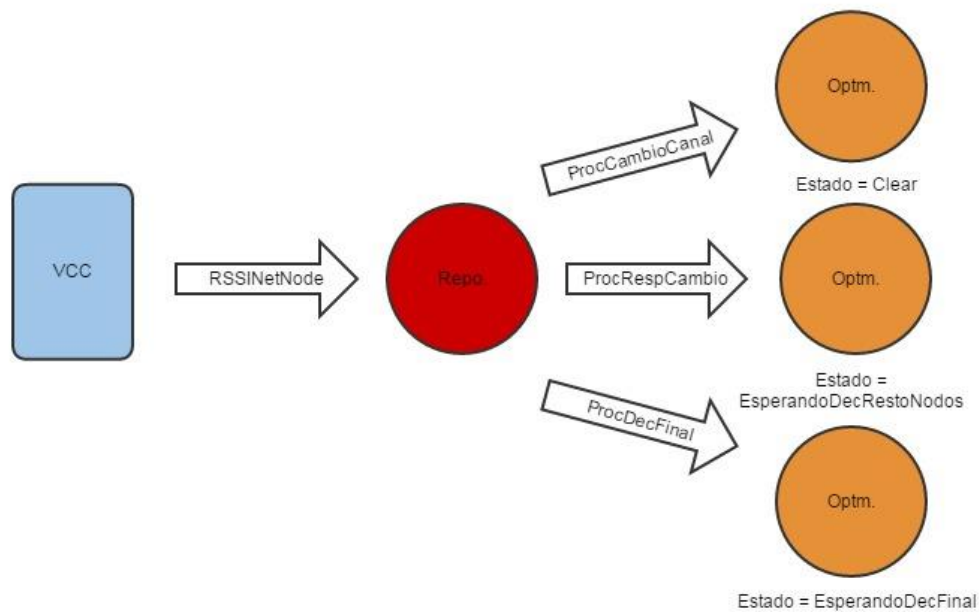 Optm.
ProcCambioCanal
Estado = Clear
VCC
RSSINetNode
Repo.
ProcRespCambio
Optm.
Estado =
EsperandoDecRestoNodos
ProcDecFinal
Optm.
Estado = EsperandoDecFinal